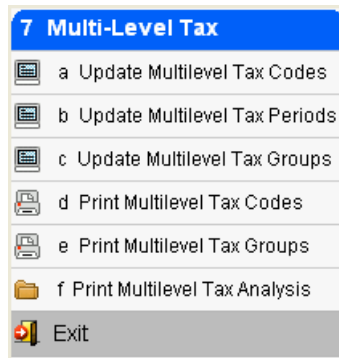 7 Multi-Level Tax
a Update Multilevel Tax Codes
b Update Multilevel Tax Periods
c Update Multilevel Tax Groups
d Print Multilevel Tax Codes
e Print Multilevel Tax Groups
f Print Multilevel Tax Analysis
Exit